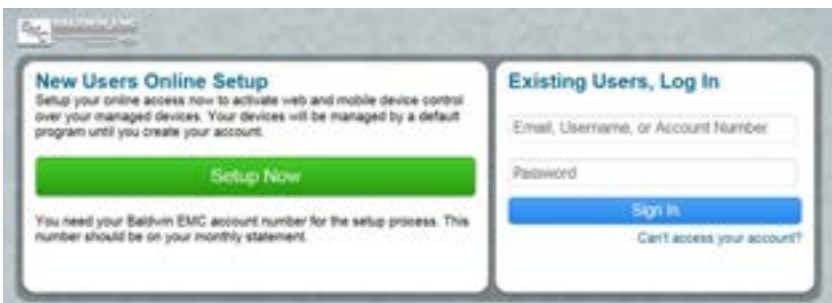 BALDWIN EMC
New Users Online Setup
Setup your online access now to activate web and mobile device control
over your managed devices. Your devices will be managed by a default
program until you create your account.
Setup Now
You need your Baldwin EMC account number for the setup process. This
number should be on your monthly statement.
Existing Users, Log In
Email, Username, or Account Number
Password
Sign In
Can't access your account?